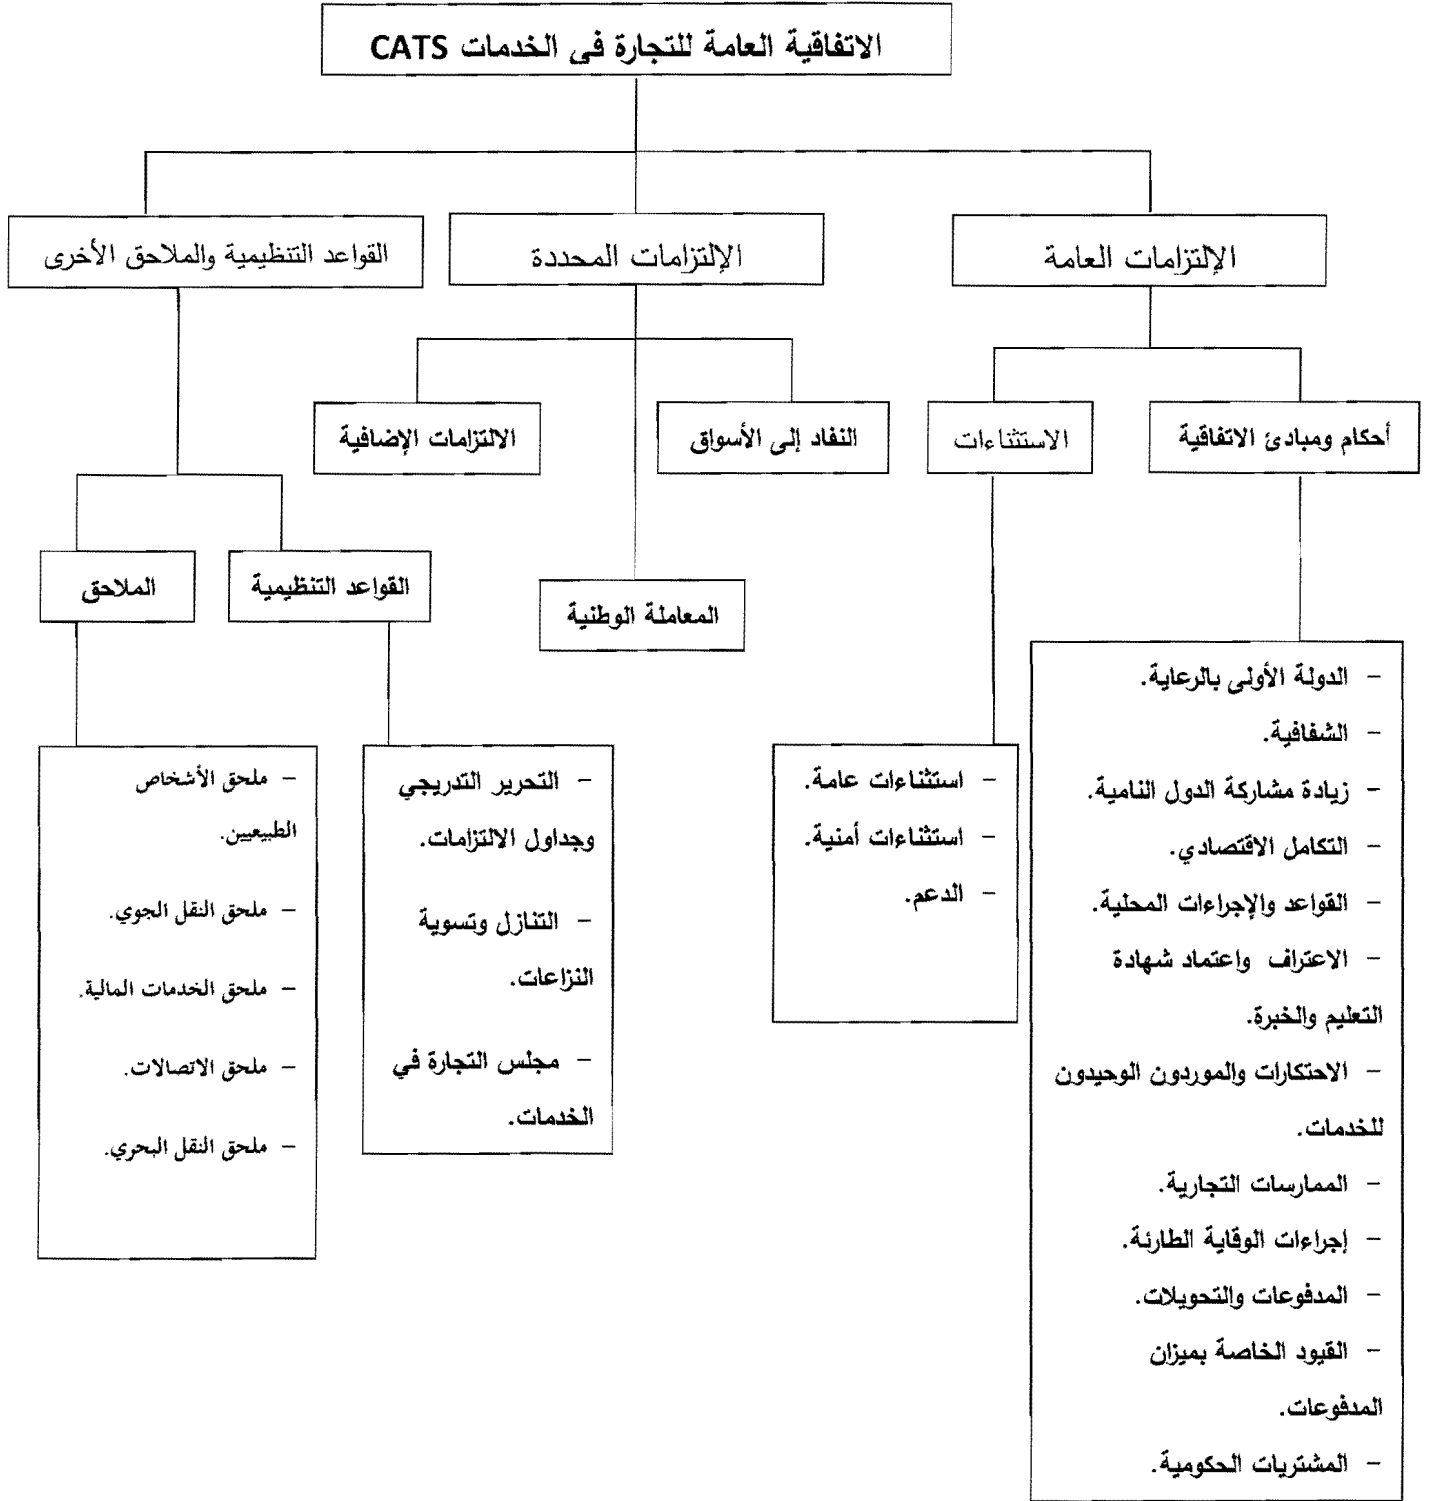 الاتفاقية العامة للتجارة فى الخدمات CATS
الإلتزامات العامة
الإلتزامات المحددة
القواعد التنظيمية والملاحق الأخرى
أحكام ومبادئ الاتفاقية
الاستثناءات
النفاد إلى الأسواق
الالتزامات الإضافية
المعاملة الوطنية
القواعد التنظيمية
الملاحق
– الدولة الأولى بالرعاية.
– الشفافية.
– زيادة مشاركة الدول النامية.
– التكامل الاقتصادي.
– القواعد والإجراءات المحلية.
– الاعتراف واعتماد شهادة
التعليم والخبرة.
– الاحتكارات والموردون الوحيدون
للخدمات.
– الممارسات التجارية.
– إجراءات الوقاية الطارئة.
– المدفوعات والتحويلات.
– القيود الخاصة بميزان
المدفوعات.
– المشتريات الحكومية.
– استثناءات عامة.
– استثناءات أمنية.
– الدعم.
– التحرير التدريجي
وجداول الالتزامات.
– التنازل وتسوية
النزاعات.
– مجلس التجارة في
الخدمات.
– ملحق الأشخاص
الطبيعيين.
– ملحق النقل الجوي.
– ملحق الخدمات المالية.
– ملحق الاتصالات.
– ملحق النقل البحري.